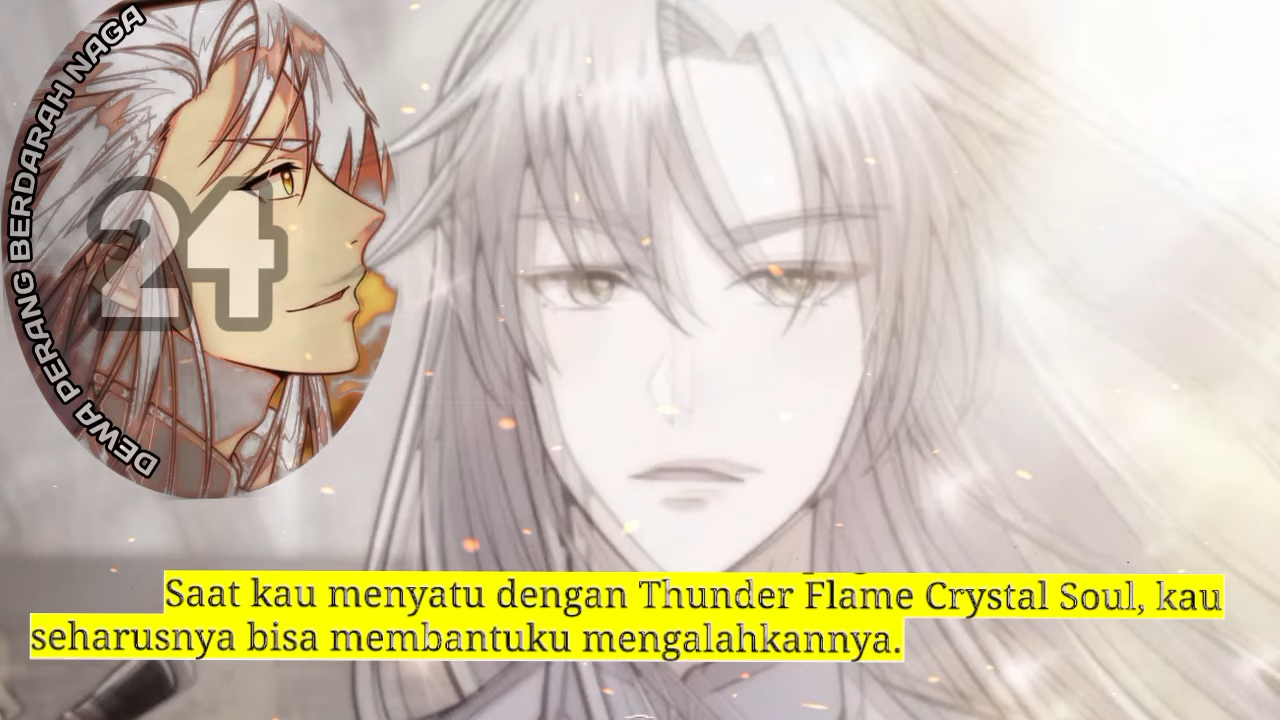 DEWA PERANG BERDARAH NAGA
24
Saat kau menyatu dengan Thunder Flame Crystal Soul, kau
seharusnya bisa membantuku mengalahkannya.